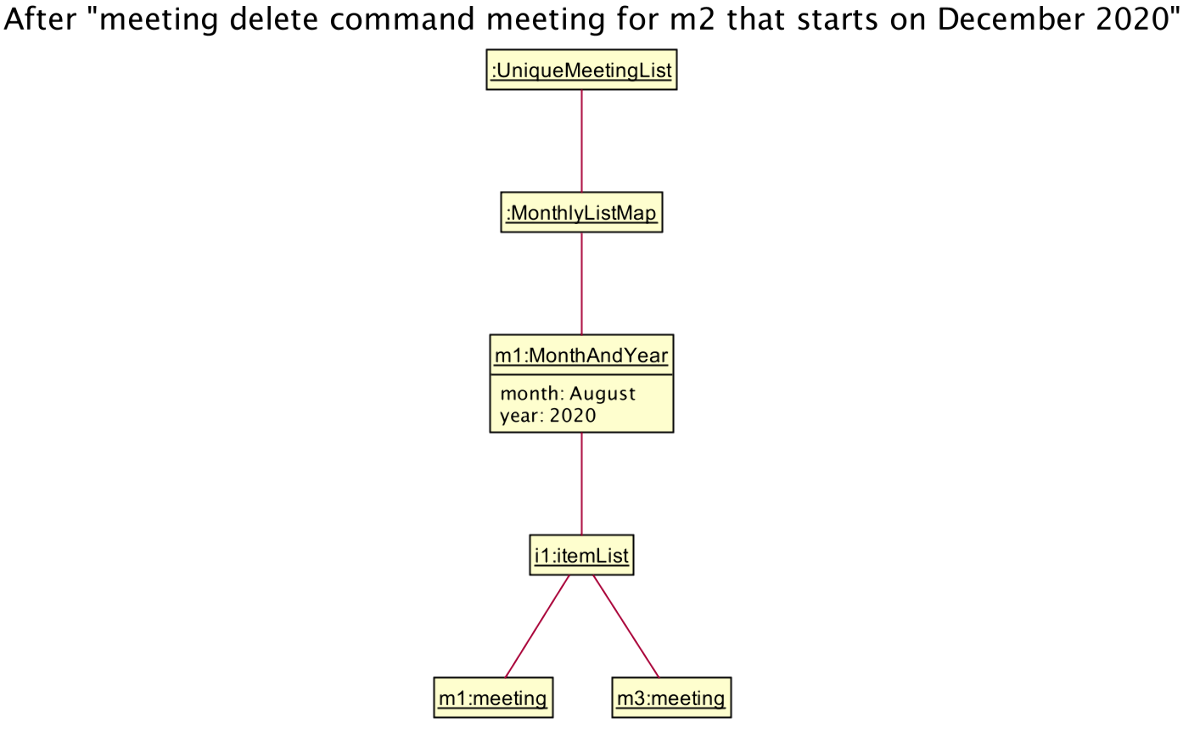 After "meeting delete command meeting for m2 that starts on December 2020"
:UniqueMeetingList
:MonthlyListMap
m1:MonthAndYear
month: August
year: 2020
i1:itemList
m1:meeting
m3:meeting